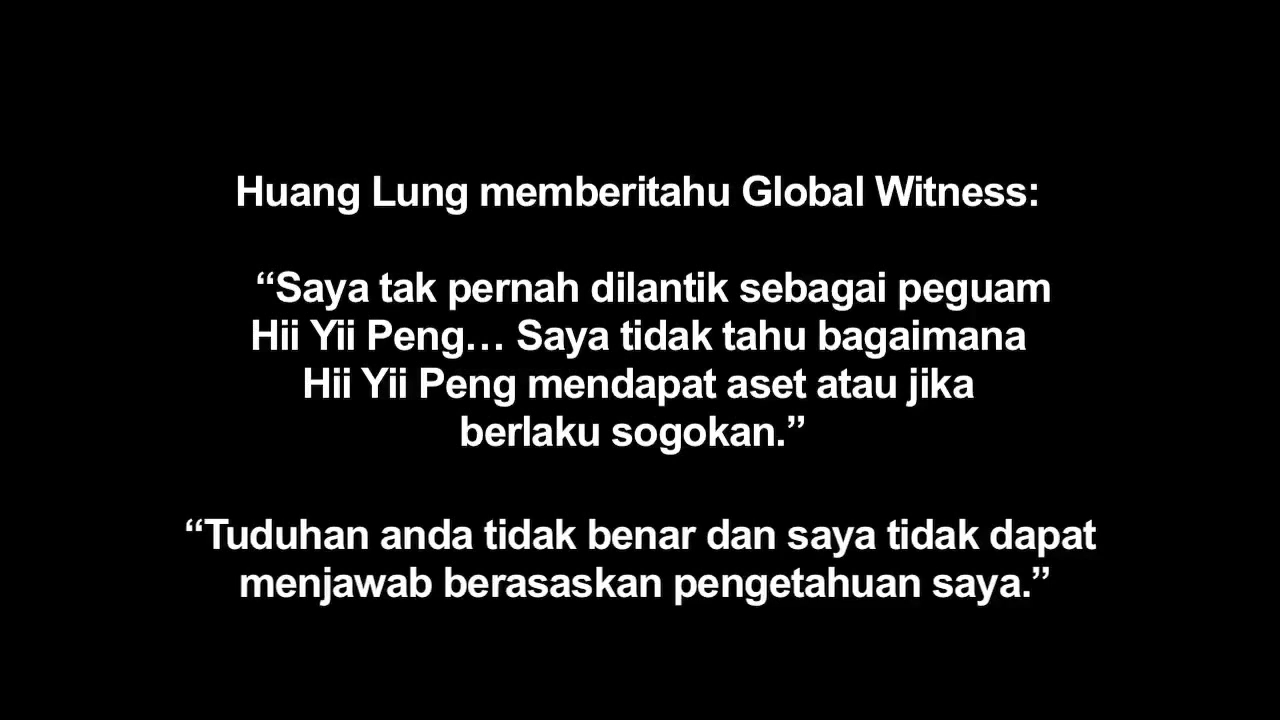 Huang Lung memberitahu Global Witness:
“Saya tak pernah dilantik sebagai peguam
Hii Yii Peng… Saya tidak tahu bagaimana
Hii Yii Peng mendapat aset atau jika
berlaku sogokan.”
“Tuduhan anda tidak benar dan saya tidak dapat
menjawab berasaskan pengetahuan saya.”